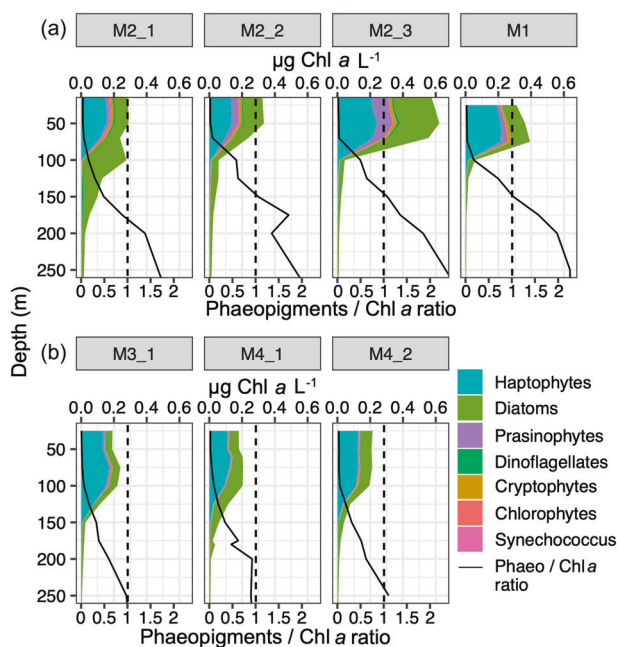 (a)
M2_1 M2_2 M2_3 M1
µg Chl a L⁻¹
0 0.2 0.4 0.6 0 0.2 0.4 0.6 0 0.2 0.4 0.6 0 0.2 0.4 0.6
50
100
150
200
250
0 0.5 1 1.5 2 0 0.5 1 1.5 2 0 0.5 1 1.5 2 0 0.5 1 1.5 2
Phaeopigments / Chl a ratio
Depth (m)
(b)
M3_1 M4_1 M4_2
µg Chl a L⁻¹
0 0.2 0.4 0.6 0 0.2 0.4 0.6 0 0.2 0.4 0.6
50
100
150
200
250
0 0.5 1 1.5 2 0 0.5 1 1.5 2 0 0.5 1 1.5 2
Phaeopigments / Chl a ratio
Haptophytes
Diatoms
Prasinophytes
Dinoflagellates
Cryptophytes
Chlorophytes
Synechococcus
Phaeo / Chl a
ratio